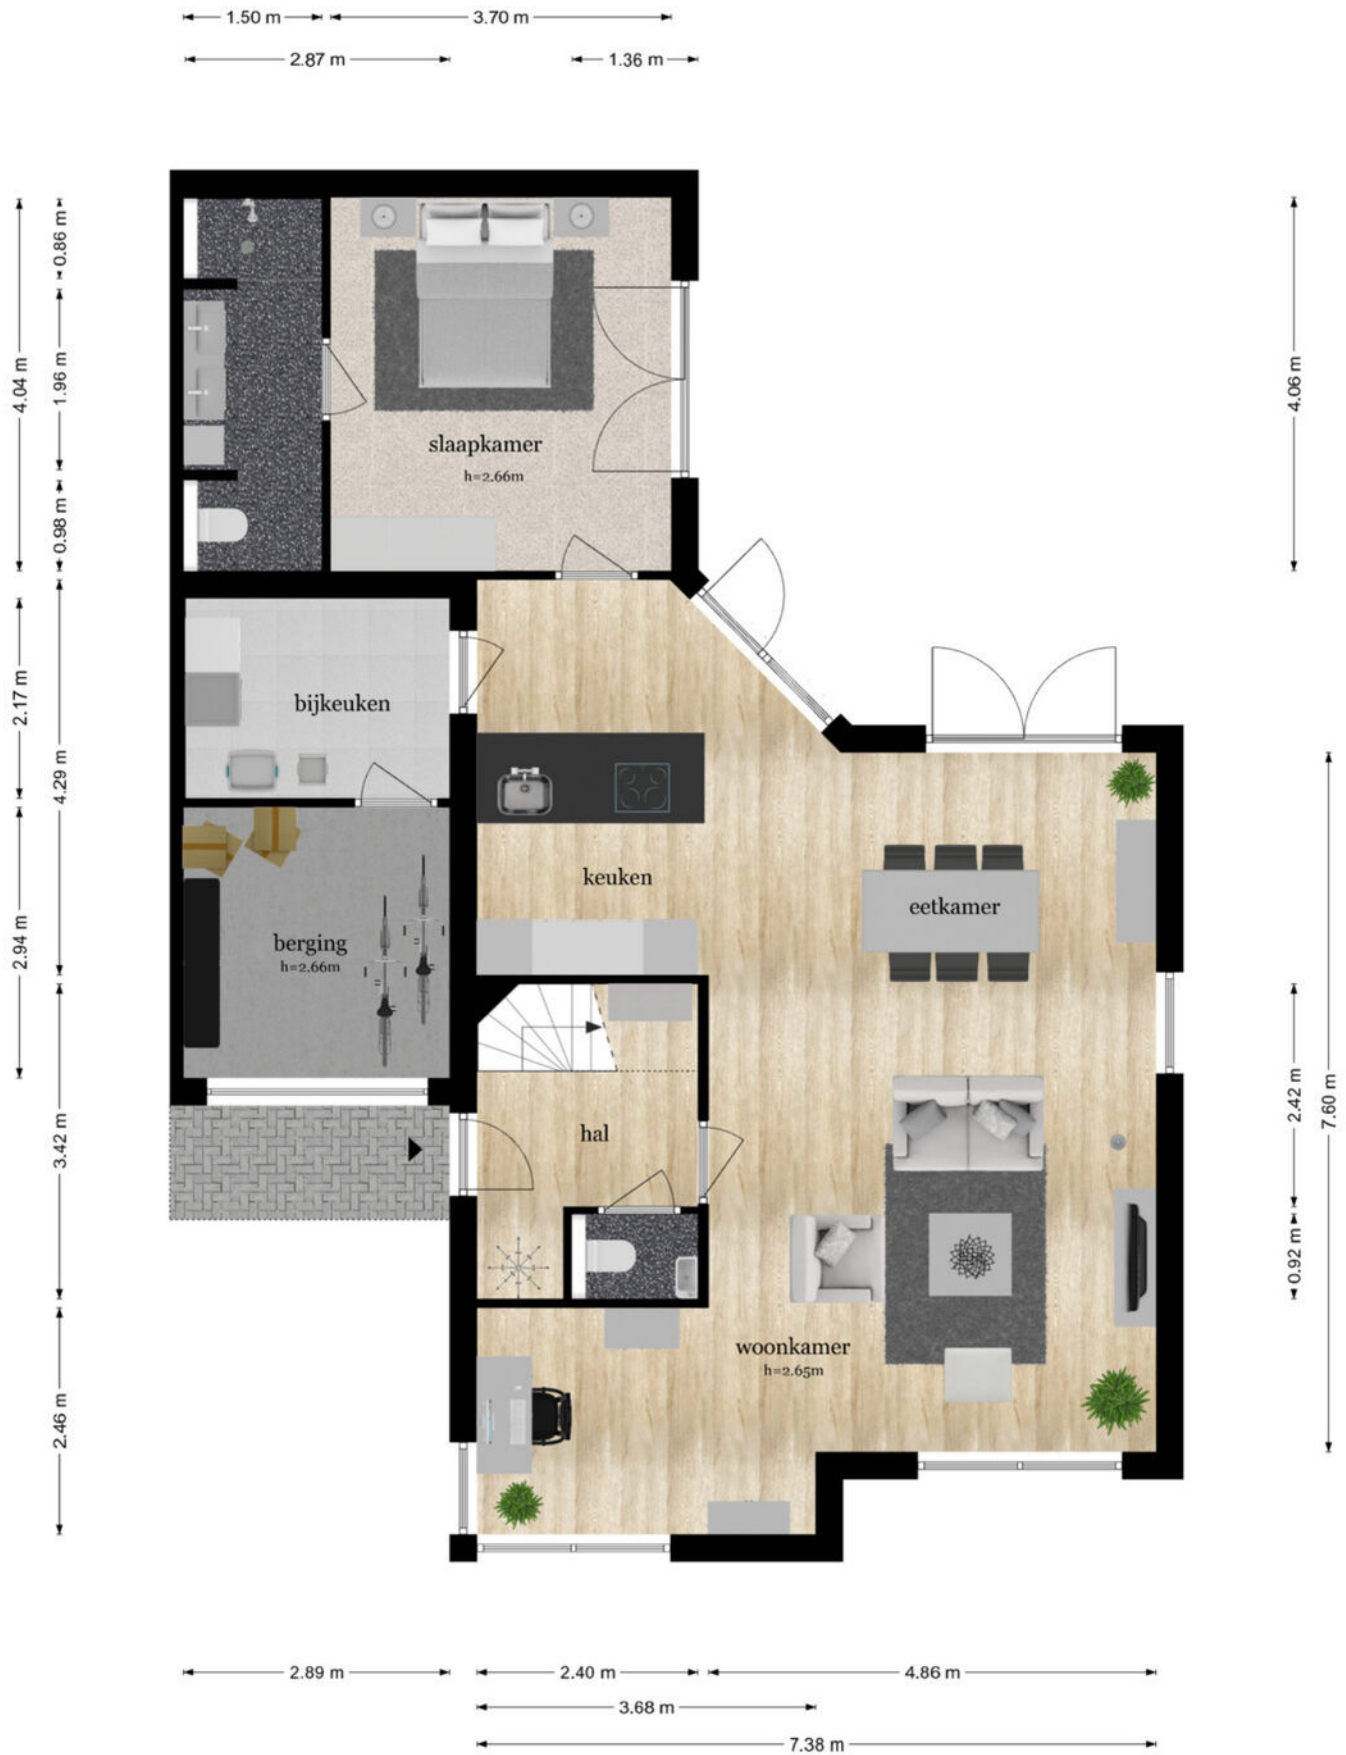 1.50 m
3.70 m
2.87 m
1.36 m
0.86 m
4.04 m
1.96 m
4.06 m
slaapkamer
h=2.66m
0.98 m
2.17 m
bijkeuken
4.29 m
keuken
eetkamer
2.94 m
berging
h=2.66m
2.42 m
7.60 m
3.42 m
hal
0.92 m
woonkamer
h=2.65m
2.46 m
2.89 m
2.40 m
4.86 m
3.68 m
7.38 m